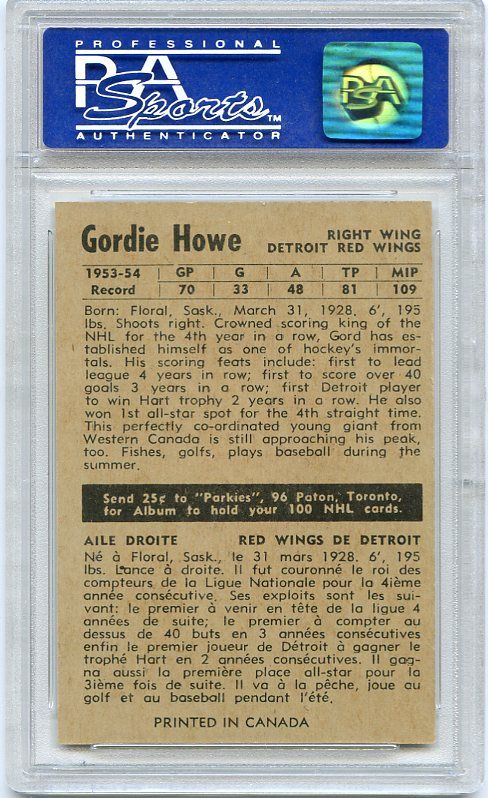 PROFESSIONAL
PSA
Sports™
AUTHENTICATOR
PSA
Gordie Howe
RIGHT WING
DETROIT RED WINGS
1953-54 | GP | G | A | TP | MIP
Record | 70 | 33 | 48 | 81 | 109
Born: Floral, Sask., March 31, 1928. 6', 195
lbs. Shoots right. Crowned scoring king of the
NHL for the 4th year in a row, Gord has es-
tablished himself as one of hockey's immor-
tals. His scoring feats include: first to lead
league 4 years in row; first to score over 40
goals 3 years in a row; first Detroit player
to win Hart trophy 2 years in a row. He also
won 1st all-star spot for the 4th straight time.
This perfectly co-ordinated young giant from
Western Canada is still approaching his peak,
too. Fishes, golfs, plays baseball during the
summer.
Send 25¢ to "Parkies", 96 Paton, Toronto,
for Album to hold your 100 NHL cards.
AILE DROITE RED WINGS DE DETROIT
Né à Floral, Sask., le 31 mars 1928. 6', 195
lbs. Lance à droite. Il fut couronné le roi des
compteurs de la Ligue Nationale pour la 4ième
année consécutive. Ses exploits sont les sui-
vant: le premier à venir en tête de la ligue 4
années de suite; le premier à compter au
dessus de 40 buts en 3 années consécutives
enfin le premier joueur de Détroit à gagner le
trophé Hart en 2 années consécutives. Il gag-
na aussi la première place all-star pour la
3ième fois de suite. Il va à la pêche, joue au
golf et au baseball pendant l'été.
PRINTED IN CANADA